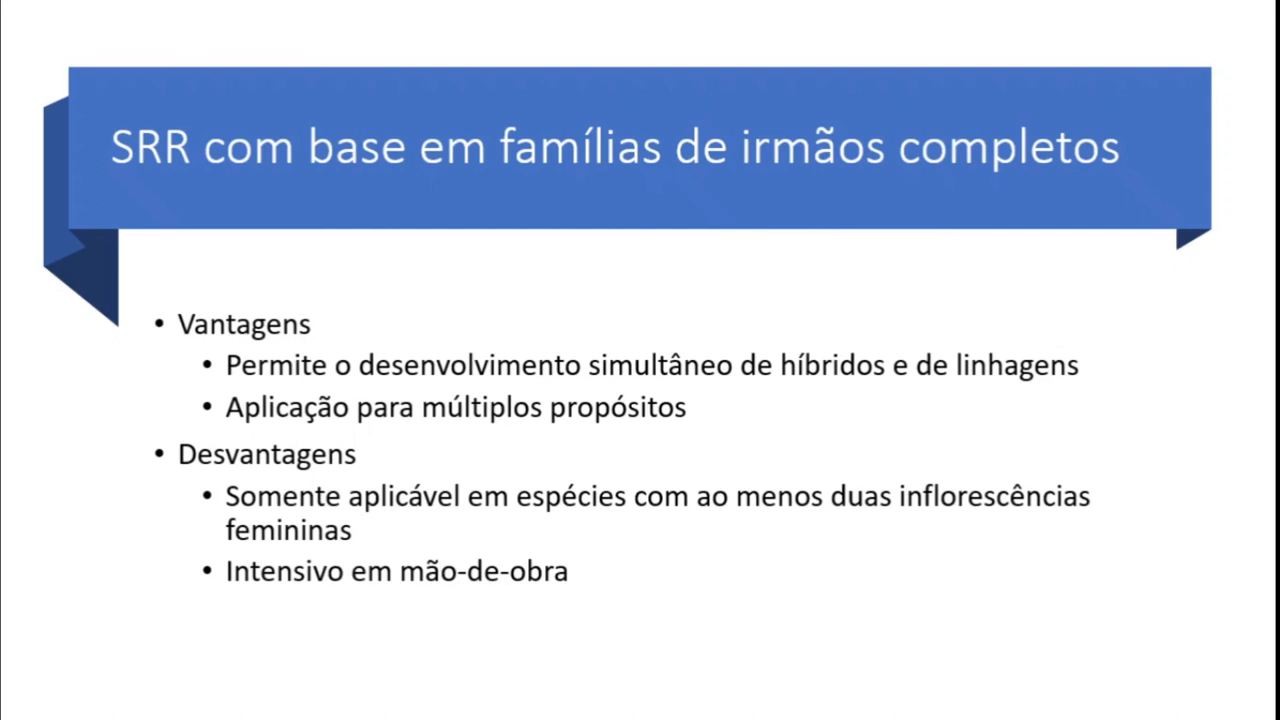 SRR com base em famílias de irmãos completos
• Vantagens
• Permite o desenvolvimento simultâneo de híbridos e de linhagens
• Aplicação para múltiplos propósitos
• Desvantagens
• Somente aplicável em espécies com ao menos duas inflorescências
femininas
• Intensivo em mão-de-obra